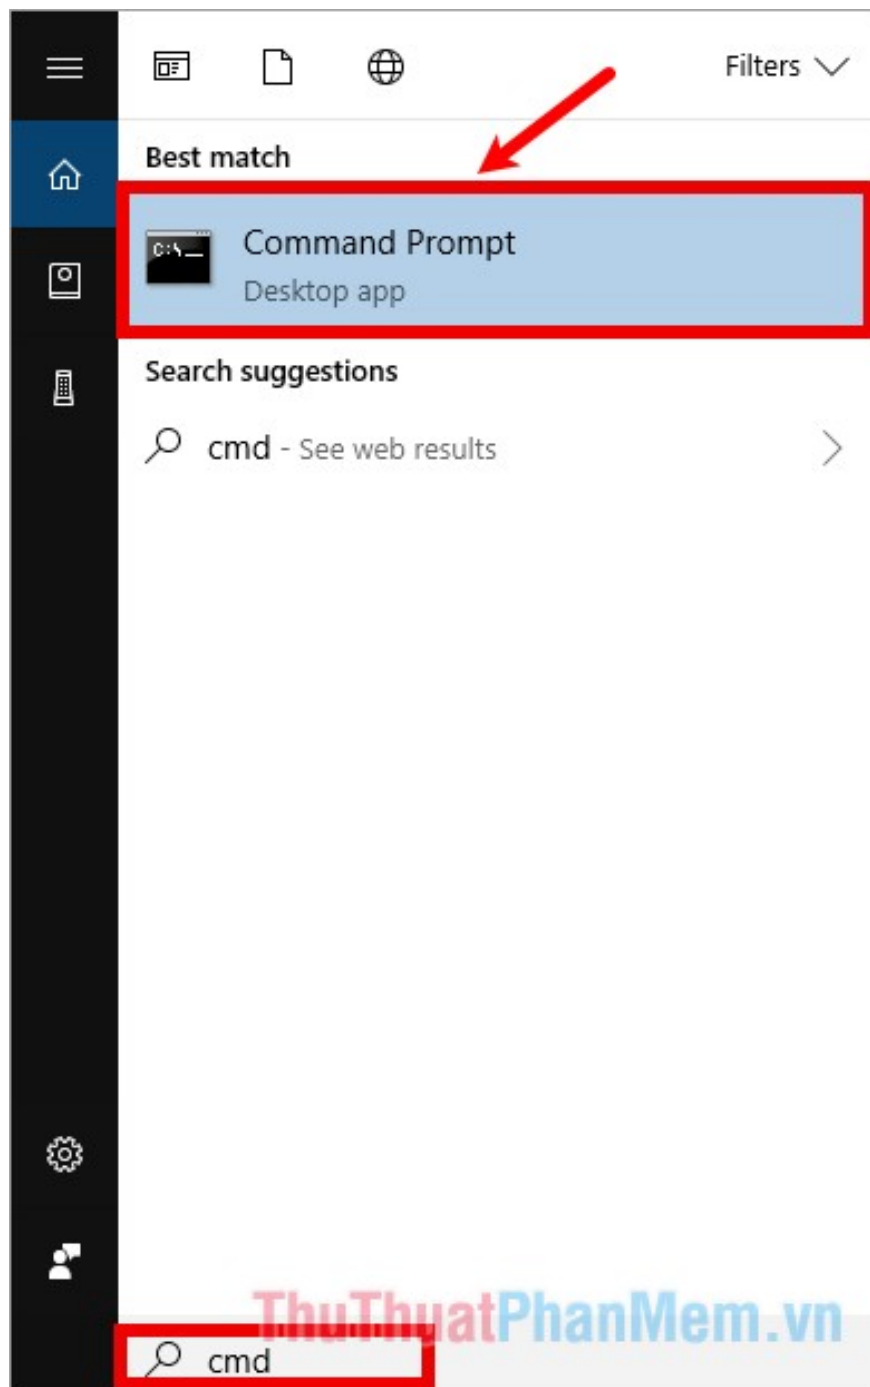 Filters
Best match
C:\_
Command Prompt
Desktop app
Search suggestions
cmd - See web results
ThuThuatPhanMem.vn
cmd